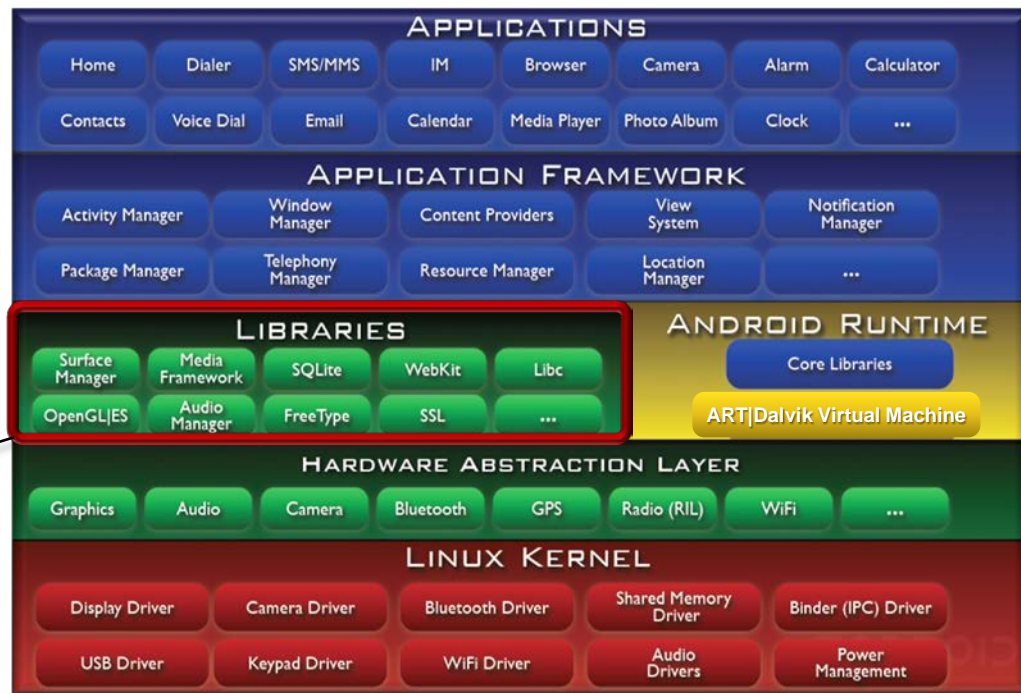 APPLICATIONS
Home Dialer SMS/MMS IM Browser Camera Alarm Calculator
Contacts Voice Dial Email Calendar Media Player Photo Album Clock ...
APPLICATION FRAMEWORK
Activity Manager Window Manager Content Providers View System Notification Manager
Package Manager Telephony Manager Resource Manager Location Manager ...
LIBRARIES
Surface Manager Media Framework SQLite WebKit Libc
OpenGL|ES Audio Manager FreeType SSL ...
ANDROID RUNTIME
Core Libraries
ART|Dalvik Virtual Machine
HARDWARE ABSTRACTION LAYER
Graphics Audio Camera Bluetooth GPS Radio (RIL) WiFi ...
LINUX KERNEL
Display Driver Camera Driver Bluetooth Driver Shared Memory Driver Binder (IPC) Driver
USB Driver Keypad Driver WiFi Driver Audio Drivers Power Management